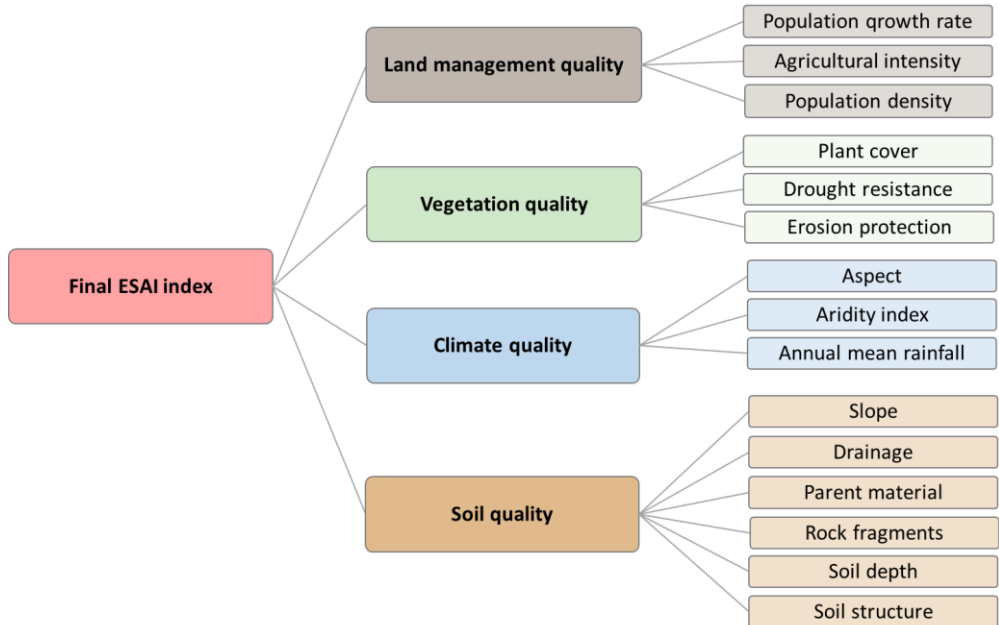 Population qrowth rate
Land management quality
Agricultural intensity
Population density
Plant cover
Vegetation quality
Drought resistance
Erosion protection
Final ESAI index
Aspect
Climate quality
Aridity index
Annual mean rainfall
Slope
Drainage
Parent material
Soil quality
Rock fragments
Soil depth
Soil structure